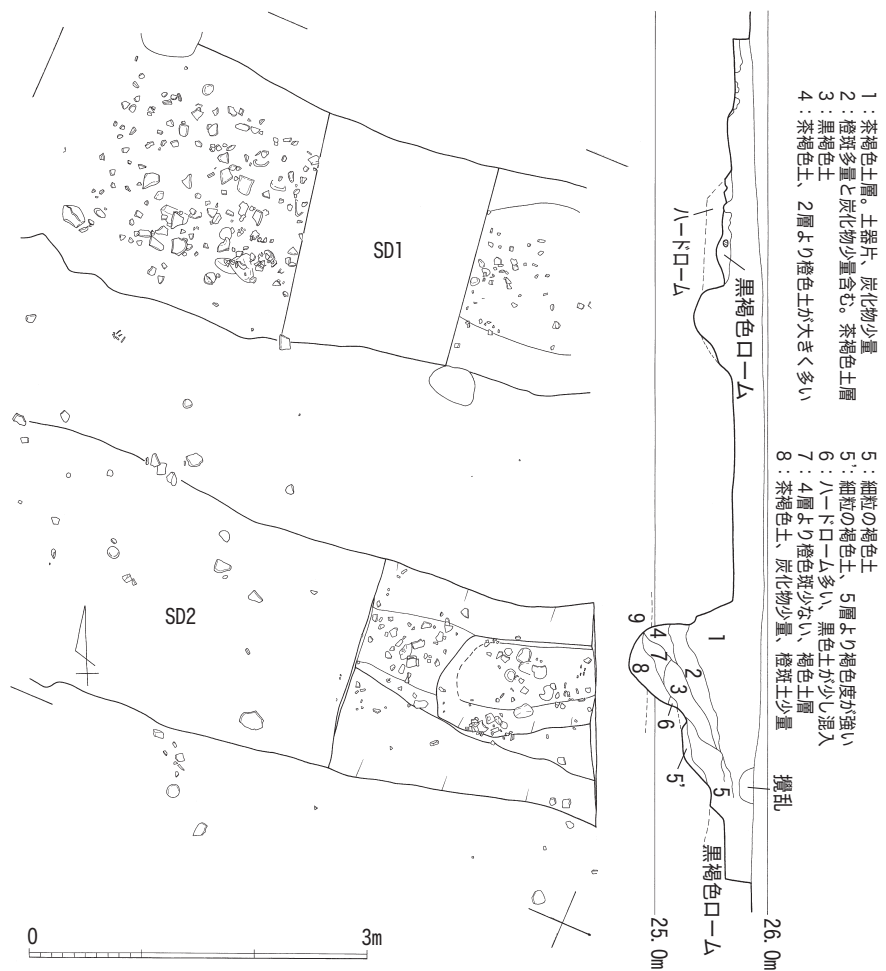 1：茶褐色土層。土器片、炭化物少量
2：橙斑多量と炭化物少量含む。茶褐色土層
3：黒褐色土
4：茶褐色土、2層より橙色土が大きく多い
5：細粒の褐色土
5'：細粒の褐色土、5層より褐色度が強い
6：ハードローム多い、黒色土が少し混入
7：4層より橙色斑少ない、褐色土層
8：茶褐色土、炭化物少量、橙斑土少量
26.0m
25.0m
ハードローム
黒褐色ローム
1
2
3
4
7
8
9
6
5'
5
攪乱
黒褐色ローム
SD1
SD2
0
3m